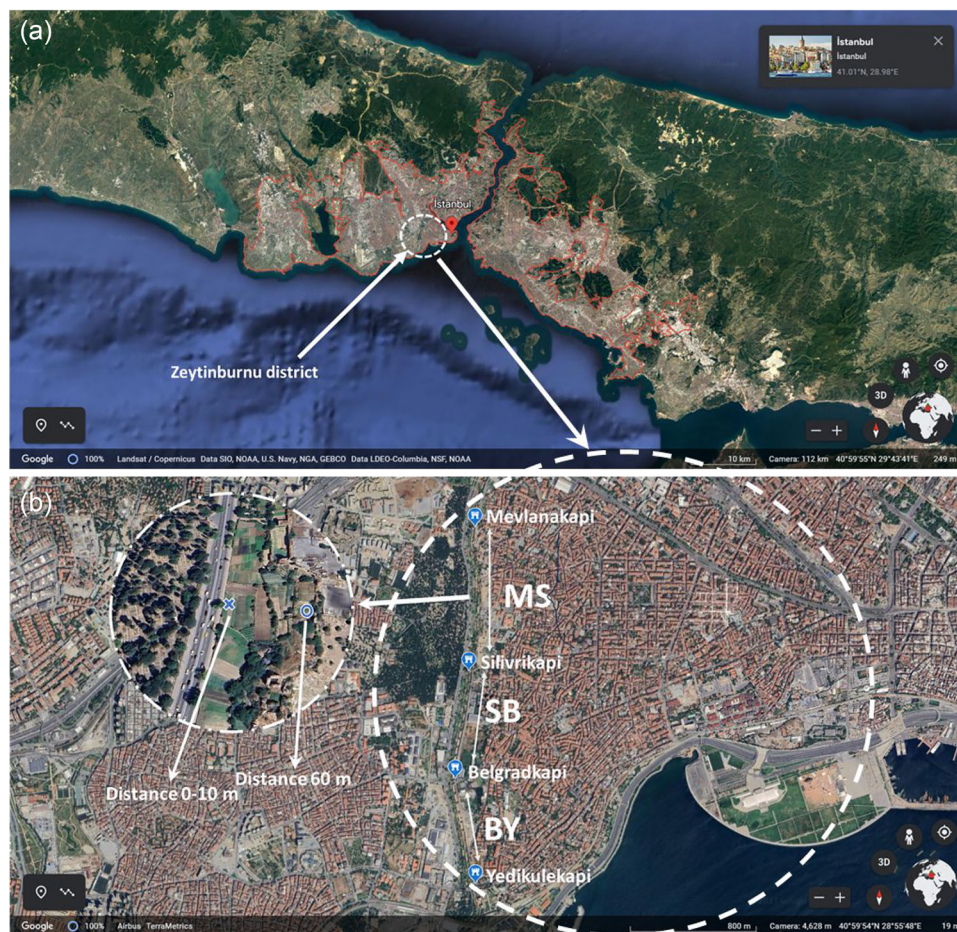 (a)
İstanbul
İstanbul
41.01°N, 28.98°E
İstanbul
Zeytinburnu district
3D
Google 100% Landsat / Copernicus Data SIO, NOAA, U.S. Navy, NGA, GEBCO Data LDEO-Columbia, NSF, NOAA 10 km Camera: 112 km 40°59'55"N 29°43'41"E 249 m
(b)
Mevlanakapi
MS
Silivrikapi
SB
Belgradkapi
Distance 60 m
Distance 0-10 m
BY
Yedikulekapi
3D
Google 100% Airbus TerraMetrics 800 m Camera: 4,628 m 40°59'54"N 28°55'48"E 19 m